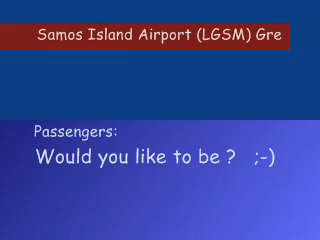 Samos Island Airport (LGSM) Gre
Passengers:
Would you like to be ? ;-)